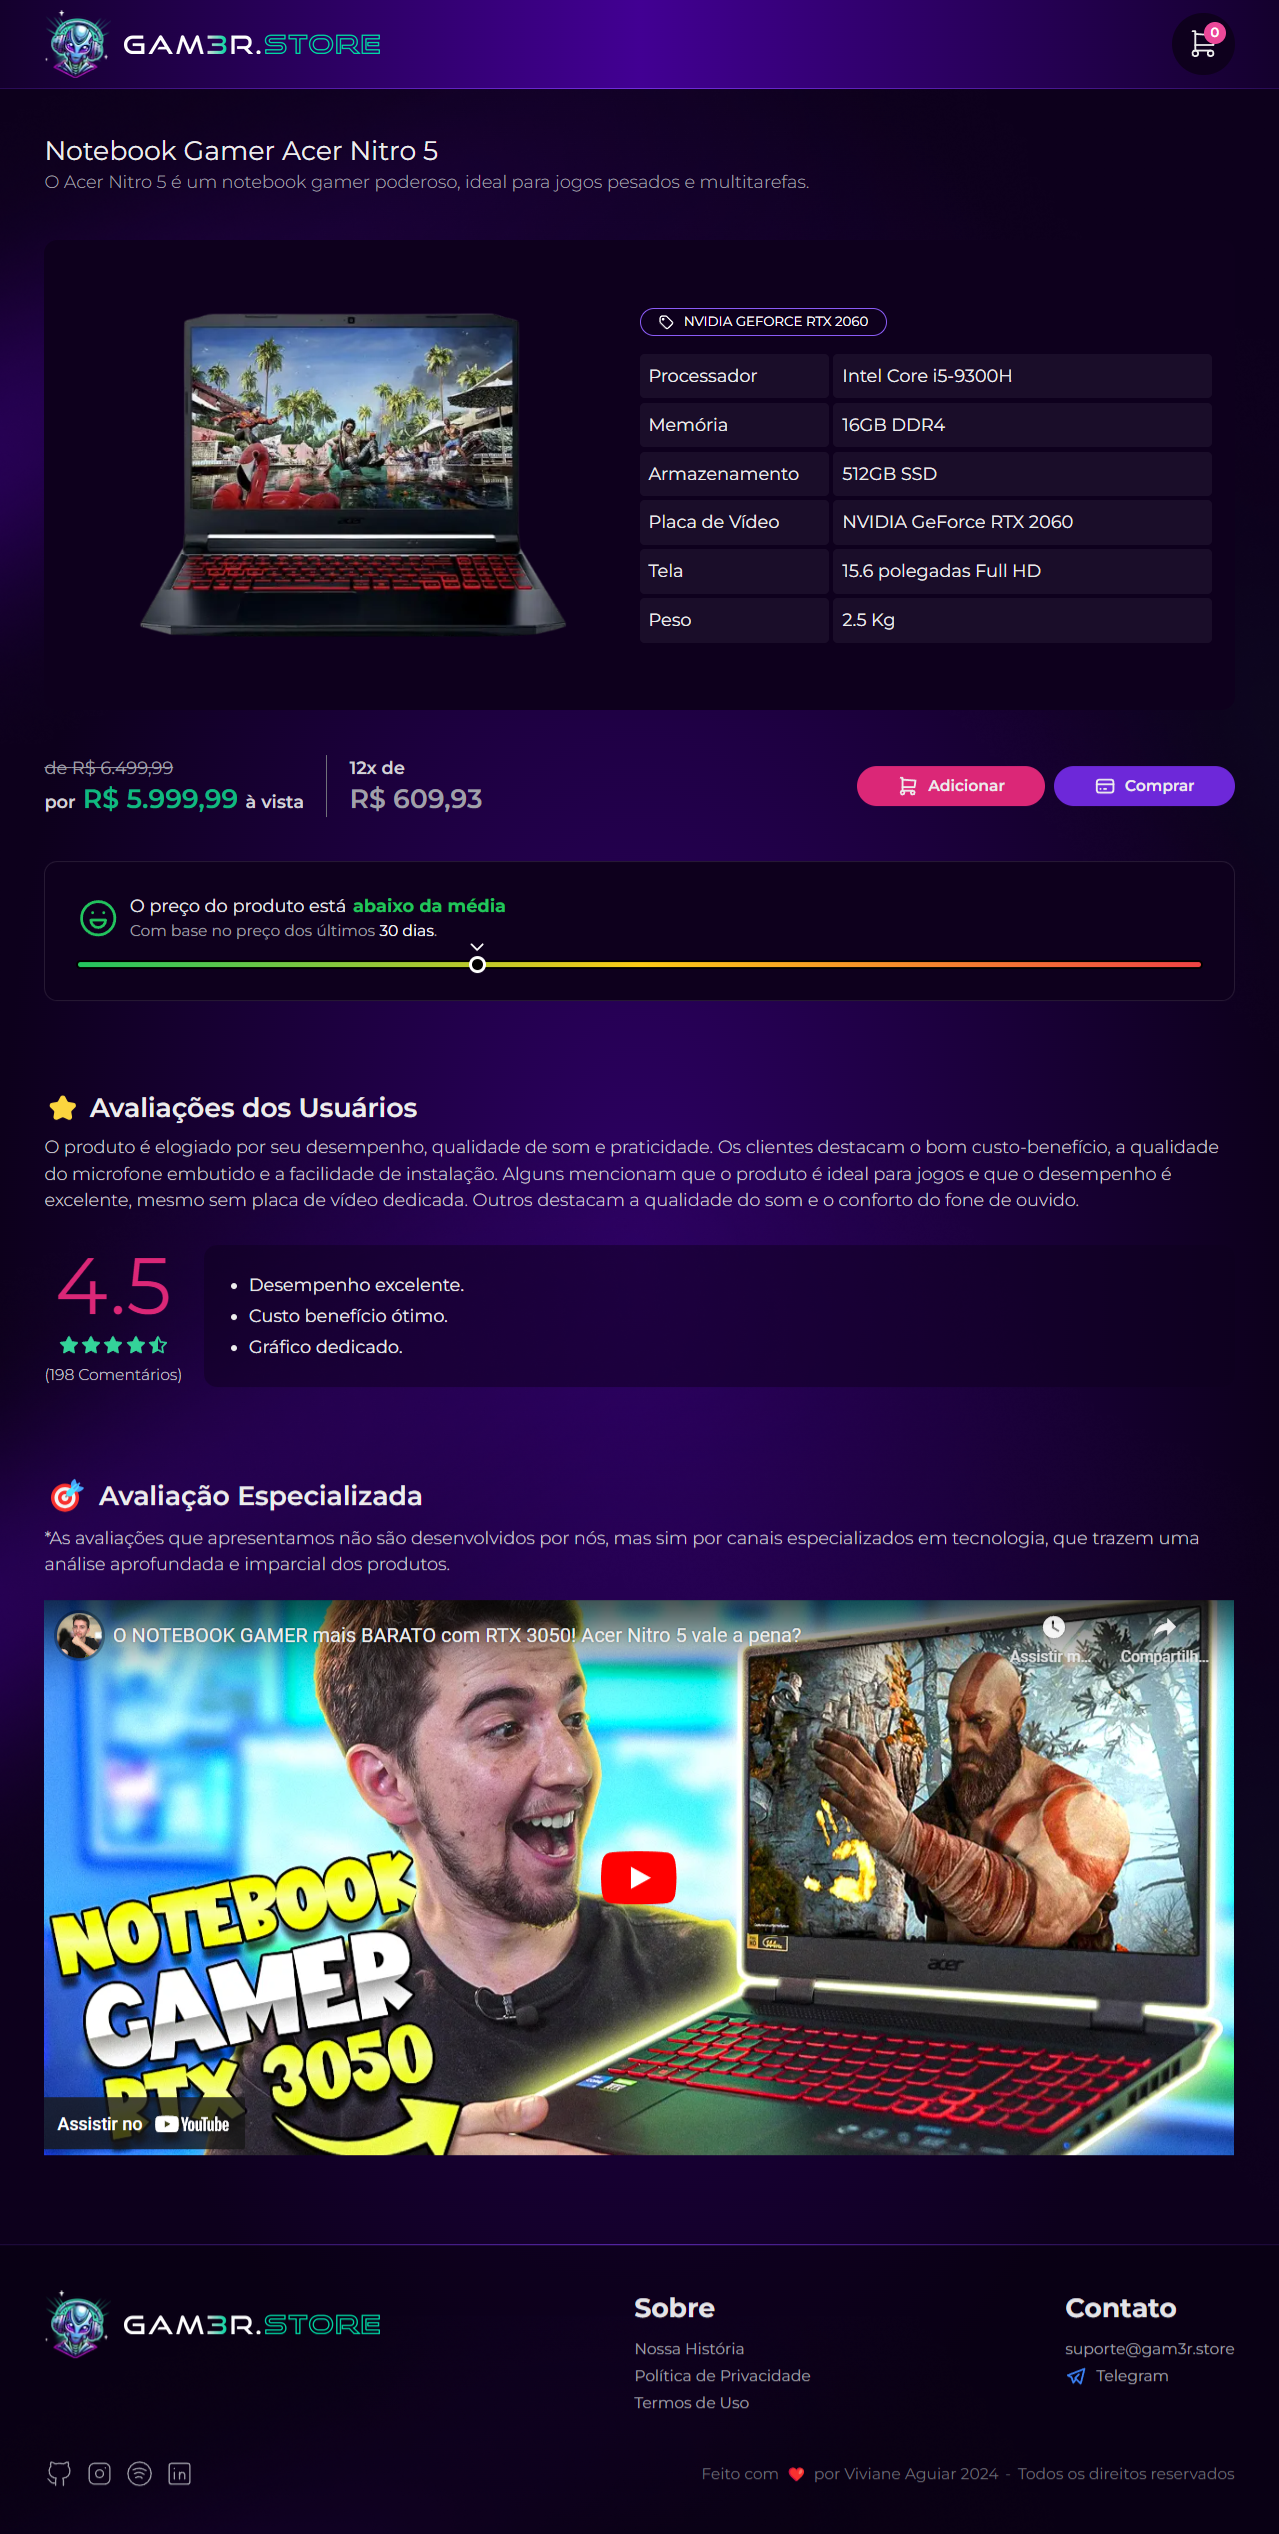 GAM3R.STORE
0
Notebook Gamer Acer Nitro 5
O Acer Nitro 5 é um notebook gamer poderoso, ideal para jogos pesados e multitarefas.
acer
NVIDIA GEFORCE RTX 2060
Processador Intel Core i5-9300H
Memória 16GB DDR4
Armazenamento 512GB SSD
Placa de Vídeo NVIDIA GeForce RTX 2060
Tela 15.6 polegadas Full HD
Peso 2.5 Kg
de R$ 6.499,99
por R$ 5.999,99 à vista
12x de
R$ 609,93
Adicionar
Comprar
O preço do produto está abaixo da média
Com base no preço dos últimos 30 dias.
Avaliações dos Usuários
O produto é elogiado por seu desempenho, qualidade de som e praticidade. Os clientes destacam o bom custo-benefício, a qualidade
do microfone embutido e a facilidade de instalação. Alguns mencionam que o produto é ideal para jogos e que o desempenho é
excelente, mesmo sem placa de vídeo dedicada. Outros destacam a qualidade do som e o conforto do fone de ouvido.
4.5
(198 Comentários)
Desempenho excelente.
Custo benefício ótimo.
Gráfico dedicado.
Avaliação Especializada
*As avaliações que apresentamos não são desenvolvidos por nós, mas sim por canais especializados em tecnologia, que trazem uma
análise aprofundada e imparcial dos produtos.
O NOTEBOOK GAMER mais BARATO com RTX 3050! Acer Nitro 5 vale a pena?
Assistir m...
Compartilh...
NOTEBOOK
GAMER
RTX 3050
acer
Assistir no YouTube
GAM3R.STORE
Sobre
Nossa História
Política de Privacidade
Termos de Uso
Contato
suporte@gam3r.store
Telegram
Feito com ❤️ por Viviane Aguiar 2024 - Todos os direitos reservados